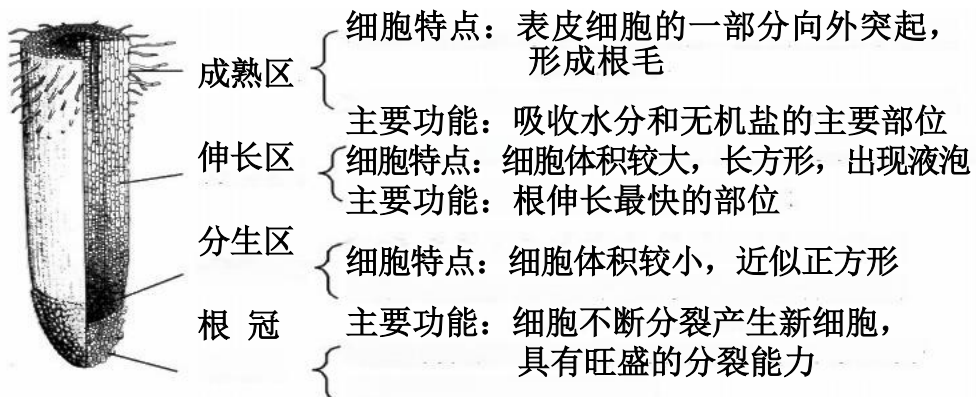 细胞特点：表皮细胞的一部分向外突起，
形成根毛
成熟区
主要功能：吸收水分和无机盐的主要部位
伸长区
细胞特点：细胞体积较大，长方形，出现液泡
主要功能：根伸长最快的部位
分生区
细胞特点：细胞体积较小，近似正方形
根 冠
主要功能：细胞不断分裂产生新细胞，
具有旺盛的分裂能力